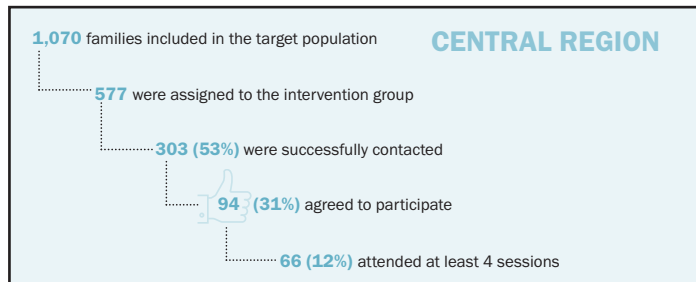 1,070 families included in the target population
CENTRAL REGION
577 were assigned to the intervention group
303 (53%) were successfully contacted
94 (31%) agreed to participate
66 (12%) attended at least 4 sessions